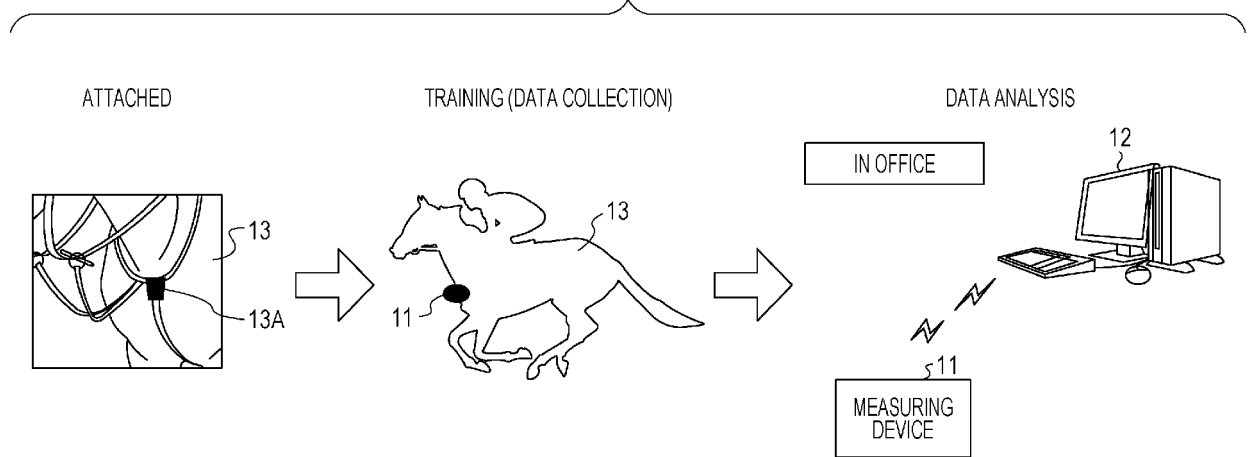 ATTACHED
TRAINING (DATA COLLECTION)
DATA ANALYSIS
IN OFFICE
12
13
13A
11
13
11
MEASURING
DEVICE